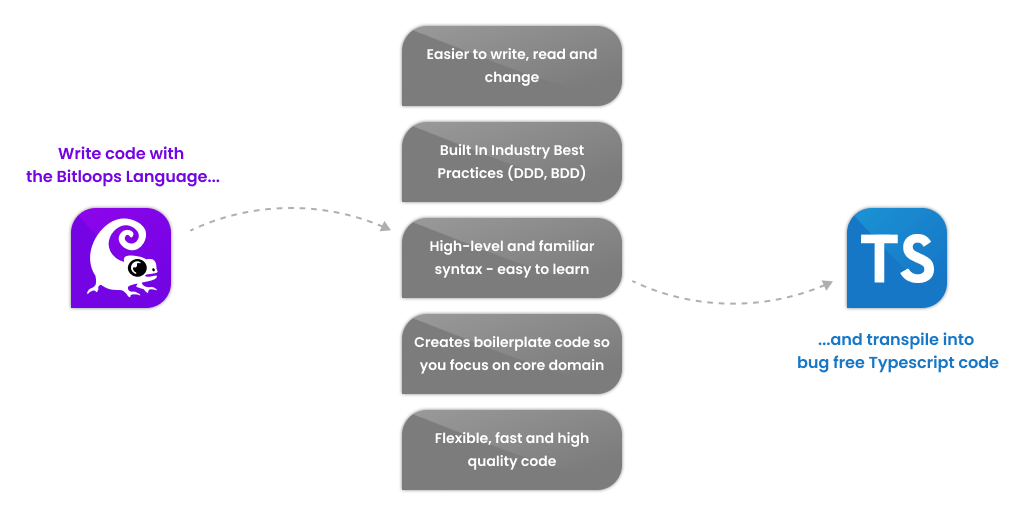 Write code with
the Bitloops Language...
Easier to write, read and
change
Built In Industry Best
Practices (DDD, BDD)
High-level and familiar
syntax - easy to learn
Creates boilerplate code so
you focus on core domain
Flexible, fast and high
quality code
TS
...and transpile into
bug free Typescript code